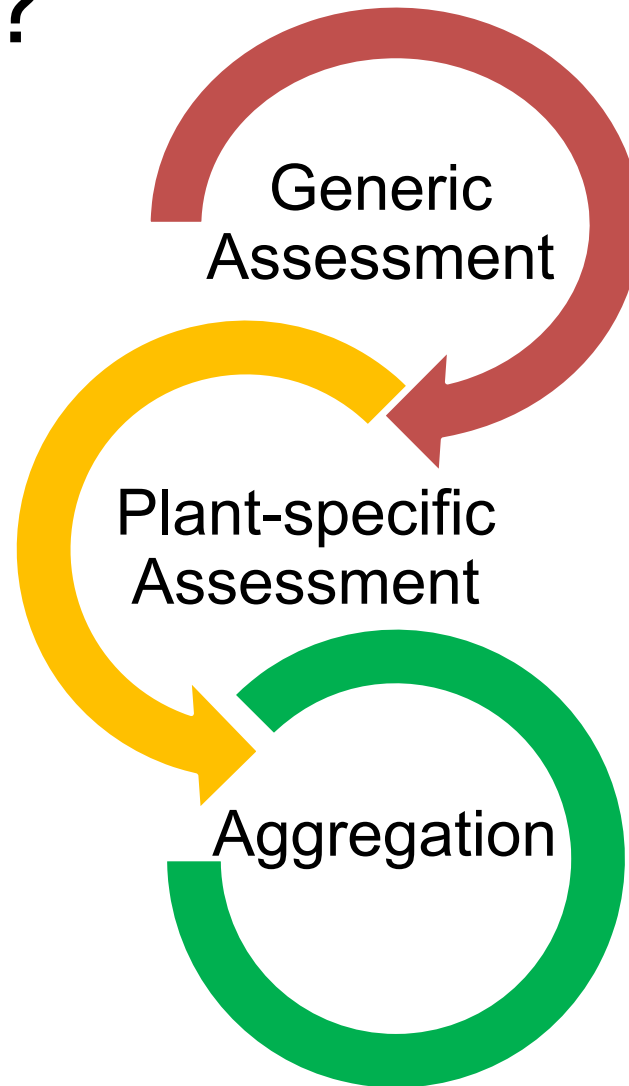 ?
Generic
Assessment
Plant-specific
Assessment
Aggregation